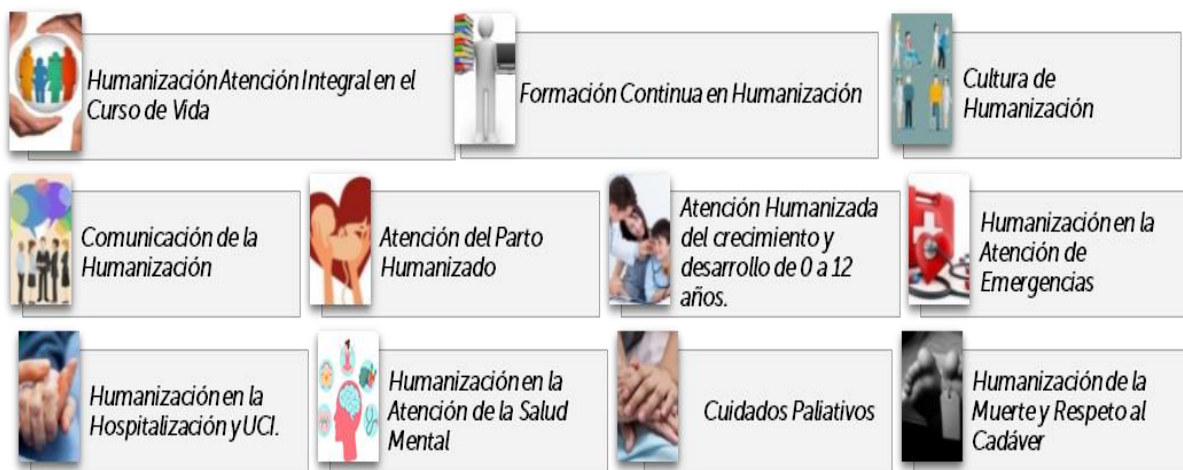 Humanización Atención Integral en el
Curso de Vida
Formación Continua en Humanización
Cultura de
Humanización
Comunicación de la
Humanización
Atención del Parto
Humanizado
Atención Humanizada
del crecimiento y
desarrollo de 0 a 12
años.
Humanización en la
Atención de
Emergencias
Humanización en la
Hospitalización y UCI.
Humanización en la
Atención de la Salud
Mental
Cuidados Paliativos
Humanización de la
Muerte y Respeto al
Cadáver